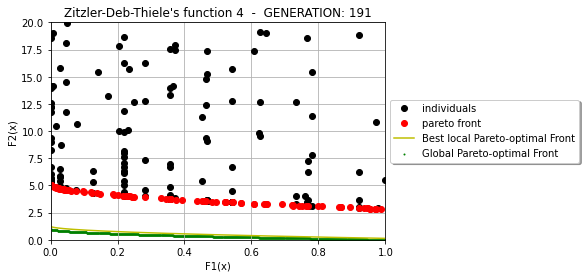 Zitzler-Deb-Thiele's function 4  -  GENERATION: 191
20.0
17.5
15.0
12.5
10.0
7.5
5.0
2.5
0.0
F2(x)
0.0 0.2 0.4 0.6 0.8 1.0
F1(x)
individuals
pareto front
Best local Pareto-optimal Front
Global Pareto-optimal Front